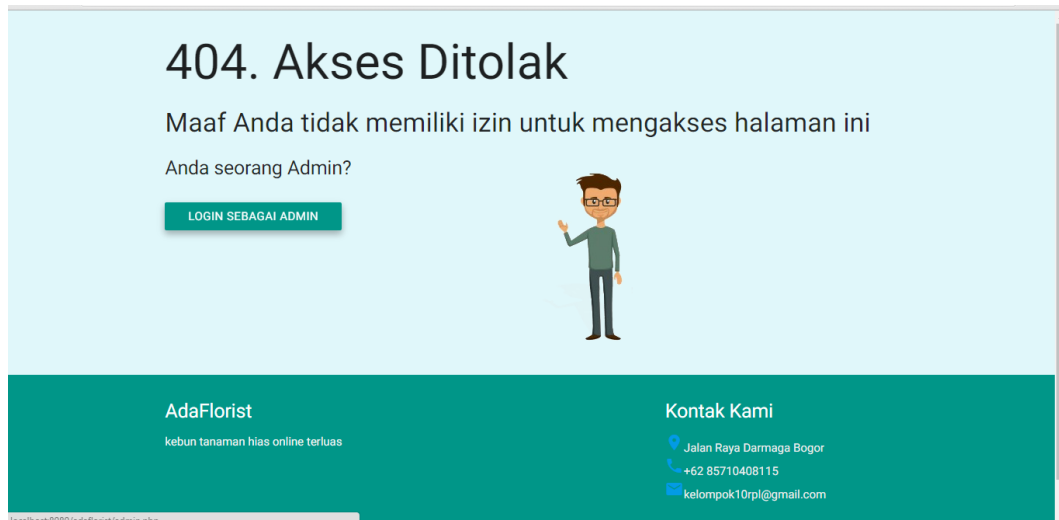 404. Akses Ditolak
Maaf Anda tidak memiliki izin untuk mengakses halaman ini
Anda seorang Admin?
LOGIN SEBAGAI ADMIN
AdaFlorist
kebun tanaman hias online terluas
Kontak Kami
Jalan Raya Darmaga Bogor
+62 85710408115
kelompok10rpl@gmail.com